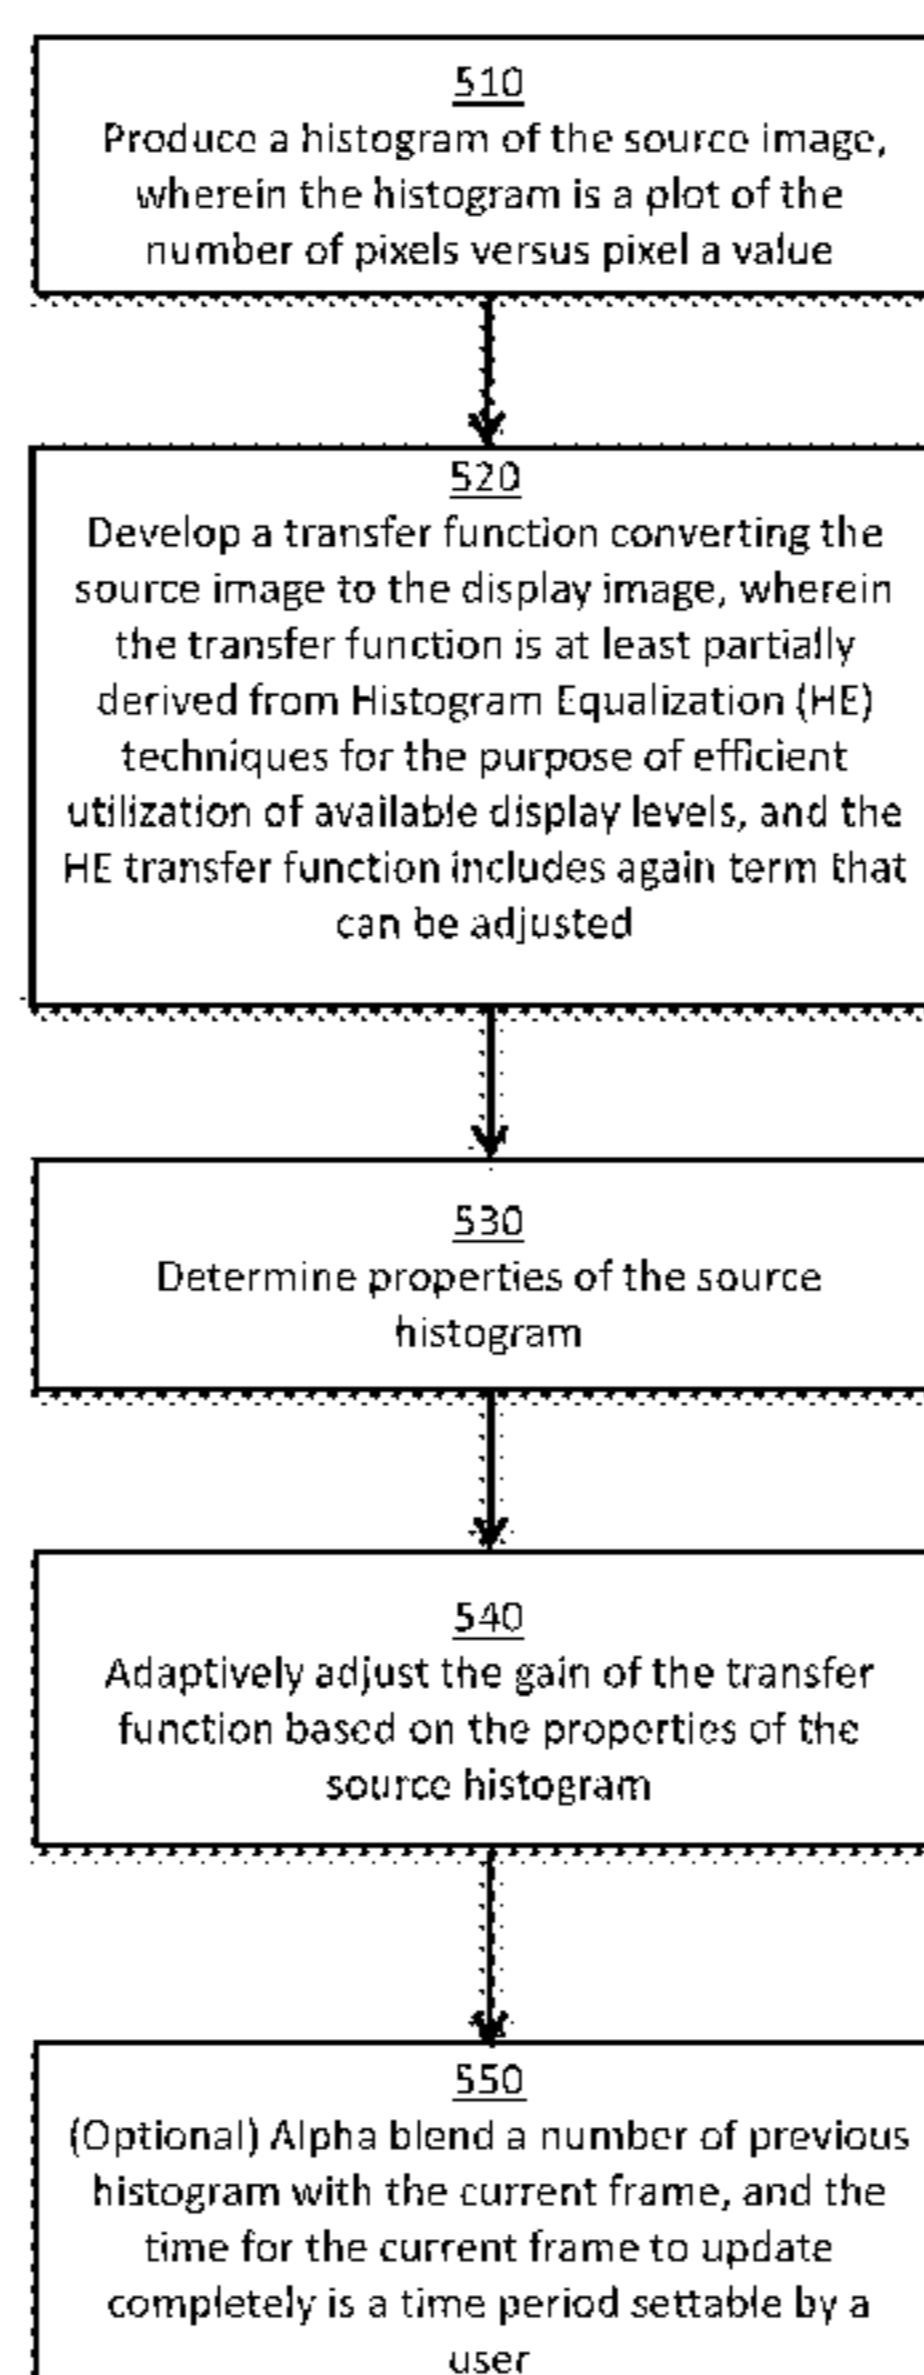 510
Produce a histogram of the source image,
wherein the histogram is a plot of the
number of pixels versus pixel a value
520
Develop a transfer function converting the
source image to the display image, wherein
the transfer function is at least partially
derived from Histogram Equalization (HE)
techniques for the purpose of efficient
utilization of available display levels, and the
HE transfer function includes again term that
can be adjusted
530
Determine properties of the source
histogram
540
Adaptively adjust the gain of the transfer
function based on the properties of the
source histogram
550
(Optional) Alpha blend a number of previous
histogram with the current frame, and the
time for the current frame to update
completely is a time period settable by a
user